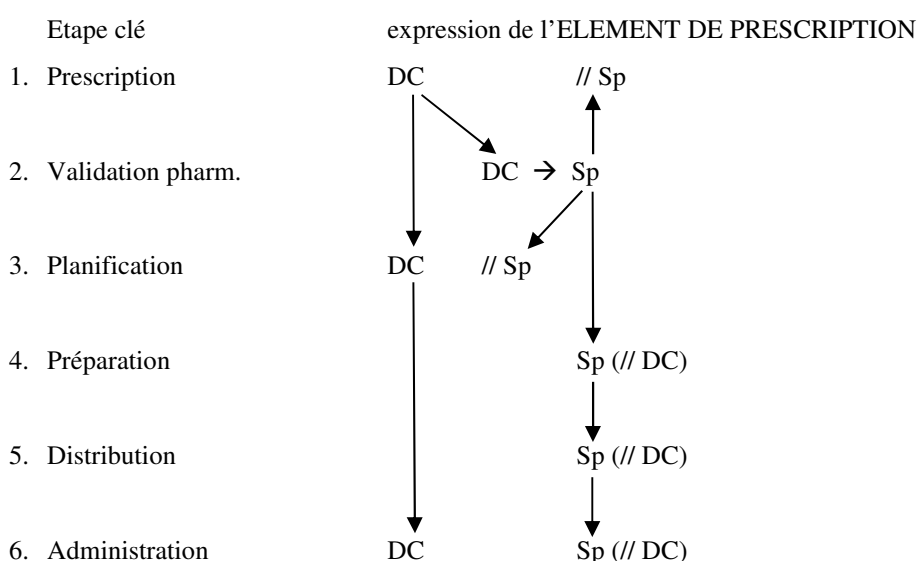 Etape clé expression de l’ELEMENT DE PRESCRIPTION
1. Prescription DC // Sp
2. Validation pharm. DC → Sp
3. Planification DC // Sp
4. Préparation Sp (// DC)
5. Distribution Sp (// DC)
6. Administration DC Sp (// DC)